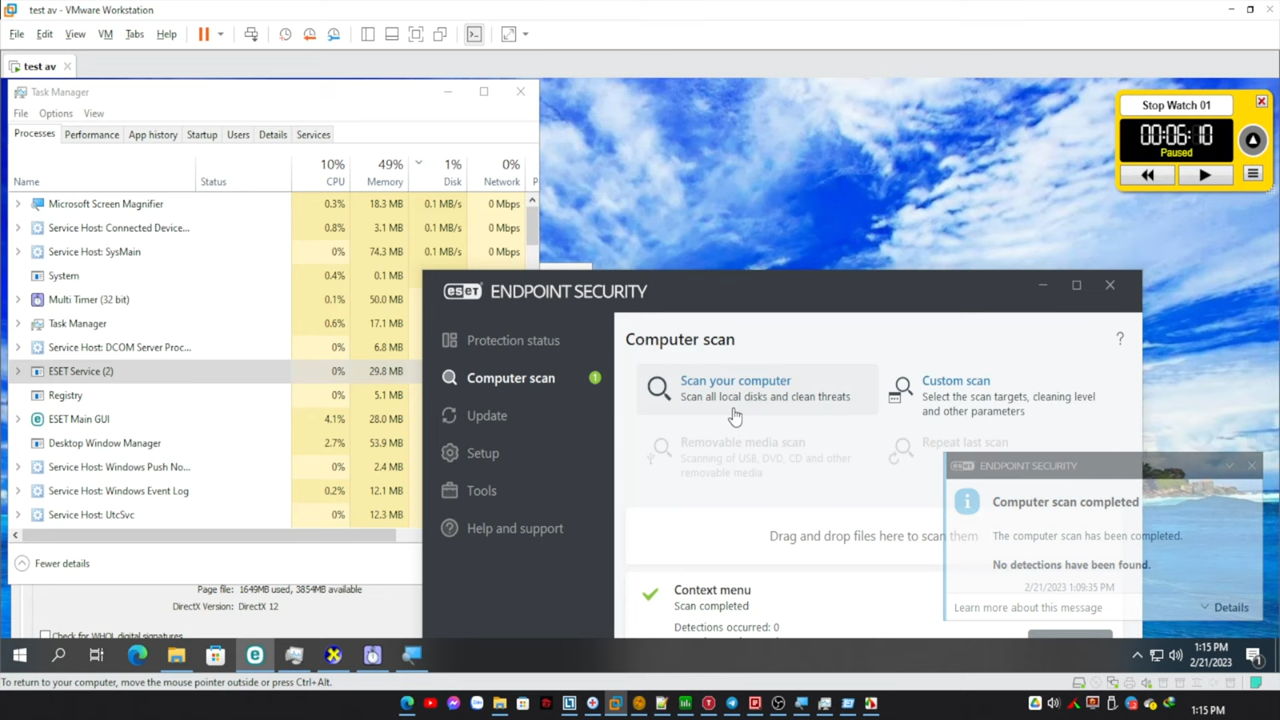 test av - VMware Workstation
File Edit View VM Tabs Help
test av
Task Manager
File Options View
Processes Performance App history Startup Users Details Services
10% 49% 1% 0%
Name Status CPU Memory Disk Network P
Microsoft Screen Magnifier 0.3% 18.3 MB 0.1 MB/s 0 Mbps
Service Host: Connected Device... 0.8% 3.1 MB 0.1 MB/s 0 Mbps
Service Host: SysMain 0% 74.3 MB 0.1 MB/s 0 Mbps
System 0.4% 0.1 MB
Multi Timer (32 bit) 0.1% 50.0 MB
Task Manager 0.6% 17.1 MB
Service Host: DCOM Server Proc... 0% 6.8 MB
ESET Service (2) 0% 29.8 MB
Registry 0% 5.1 MB
ESET Main GUI 4.1% 28.0 MB
Desktop Window Manager 2.7% 53.9 MB
Service Host: Windows Push No... 0% 2.4 MB
Service Host: Windows Event Log 0.2% 12.1 MB
Service Host: UtcSvc 0% 12.3 MB
Fewer details
Page file: 1649MB used, 3854MB available
DirectX Version: DirectX 12
Check for WHQL digital signatures
Stop Watch 01
00:06:10
Paused
eset ENDPOINT SECURITY
Protection status
Computer scan 1
Update
Setup
Tools
Help and support
Computer scan ?
Scan your computer
Scan all local disks and clean threats
Custom scan
Select the scan targets, cleaning level
and other parameters
Removable media scan
Scanning of USB, DVD, CD and other
removable media
Repeat last scan
Drag and drop files here to scan them
Context menu
Scan completed
Detections occurred: 0
eset ENDPOINT SECURITY
Computer scan completed
The computer scan has been completed.
No detections have been found.
2/21/2023 1:09:35 PM
Learn more about this message Details
1:15 PM
2/21/2023
To return to your computer, move the mouse pointer outside or press Ctrl+Alt.
1:15 PM